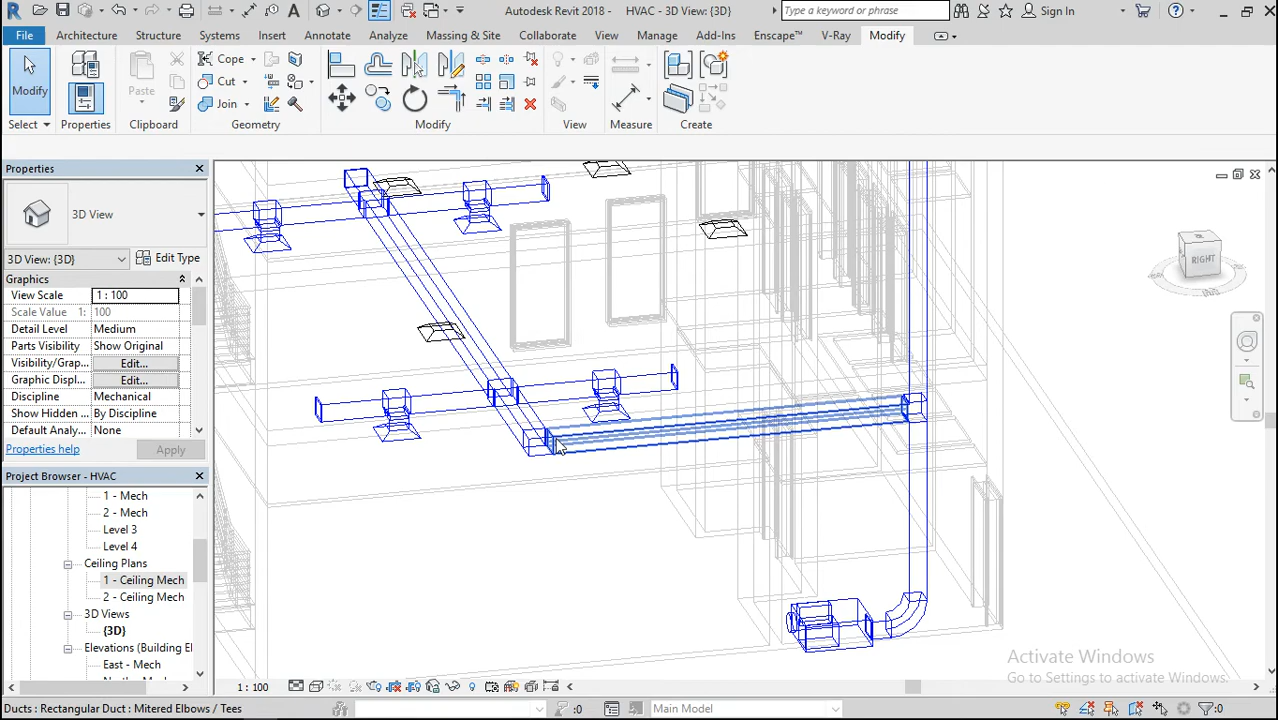 Autodesk Revit 2018 - HVAC - 3D View: {3D}
Type a keyword or phrase
Sign In
File Architecture Structure Systems Insert Annotate Analyze Massing & Site Collaborate View Manage Add-Ins Enscape™ V-Ray Modify
Modify
Paste
Cope
Cut
Join
Select Properties Clipboard Geometry Modify View Measure Create
Properties
3D View
3D View: {3D} Edit Type
Graphics
View Scale 1 : 100
Scale Value 1: 100
Detail Level Medium
Parts Visibility Show Original
Visibility/Grap... Edit...
Graphic Displ... Edit...
Discipline Mechanical
Show Hidden ... By Discipline
Default Analy... None
Properties help Apply
Project Browser - HVAC
1 - Mech
2 - Mech
Level 3
Level 4
Ceiling Plans
1 - Ceiling Mech
2 - Ceiling Mech
3D Views
{3D}
Elevations (Building El
East - Mech
RIGHT
Activate Windows
Go to Settings to activate Windows.
1 : 100
Ducts : Rectangular Duct : Mitered Elbows / Tees
:0
Main Model
:0